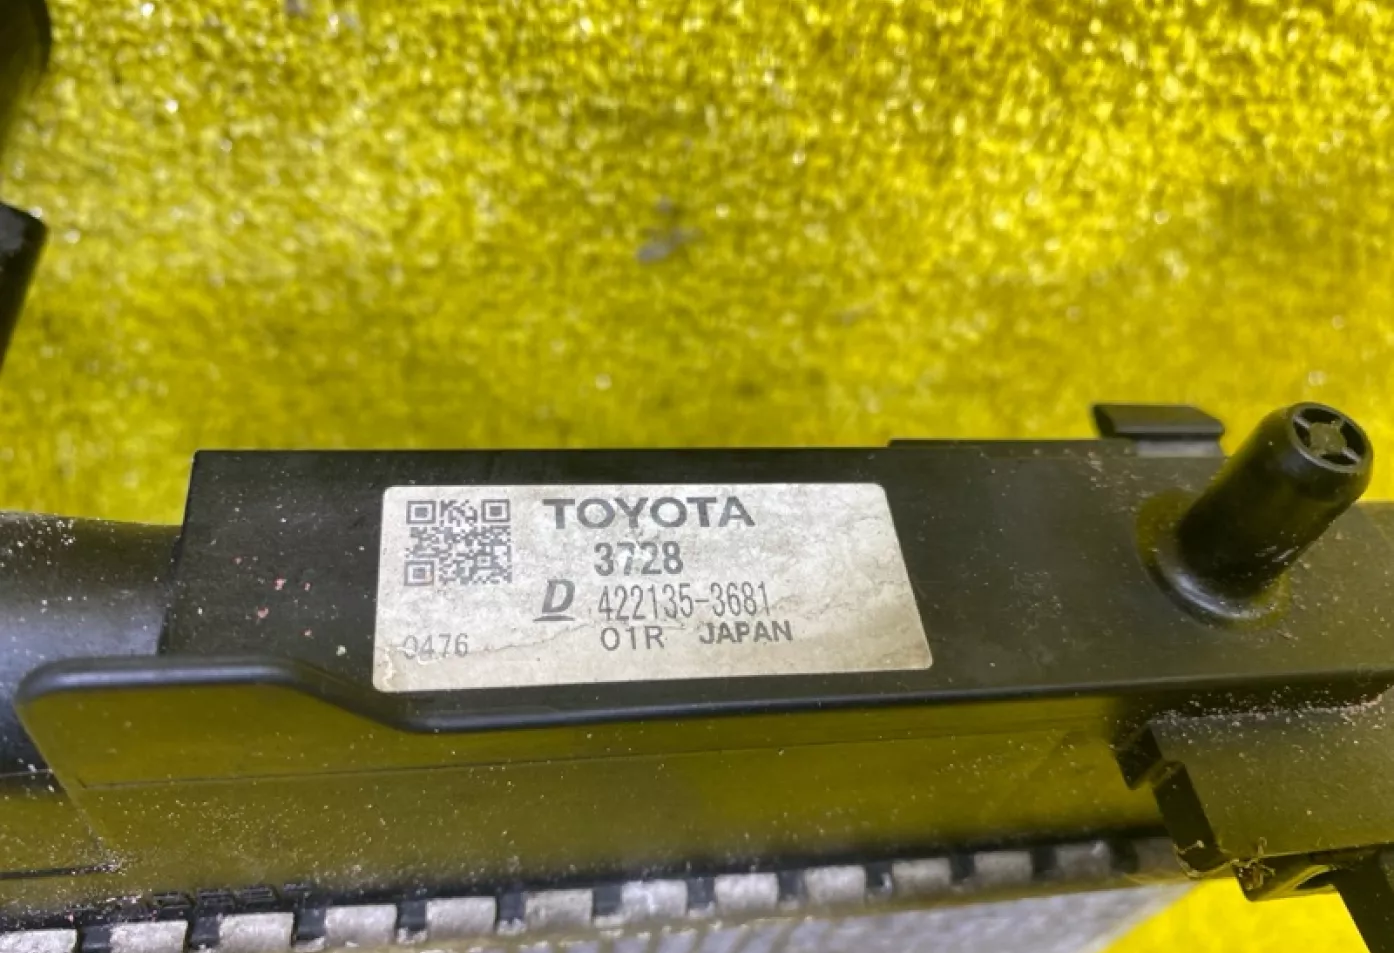 TOYOTA
3728
D 422135-3681
0476 01R JAPAN